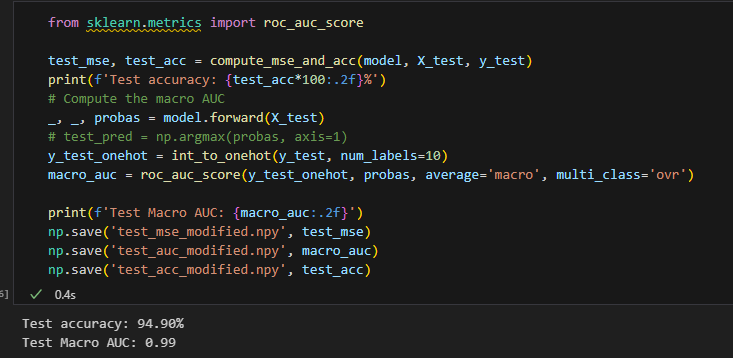 from sklearn.metrics import roc_auc_score
test_mse, test_acc = compute_mse_and_acc(model, X_test, y_test)
print(f'Test accuracy: {test_acc*100:.2f}%')
# Compute the macro AUC
_, _, probas = model.forward(X_test)
# test_pred = np.argmax(probas, axis=1)
y_test_onehot = int_to_onehot(y_test, num_labels=10)
macro_auc = roc_auc_score(y_test_onehot, probas, average='macro', multi_class='ovr')
print(f'Test Macro AUC: {macro_auc:.2f}')
np.save('test_mse_modified.npy', test_mse)
np.save('test_auc_modified.npy', macro_auc)
np.save('test_acc_modified.npy', test_acc)
✓ 0.4s
Test accuracy: 94.90%
Test Macro AUC: 0.99